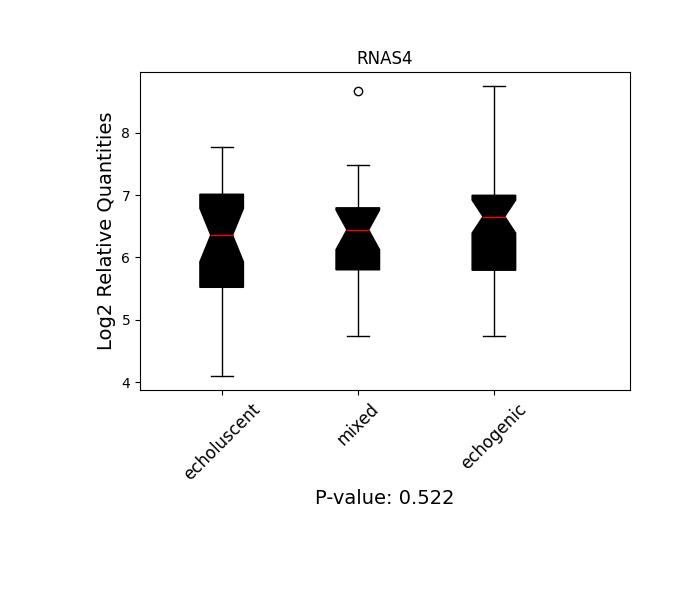 RNAS4
Log2 Relative Quantities
8
7
6
5
4
echoluscent
mixed
echogenic
P-value: 0.522